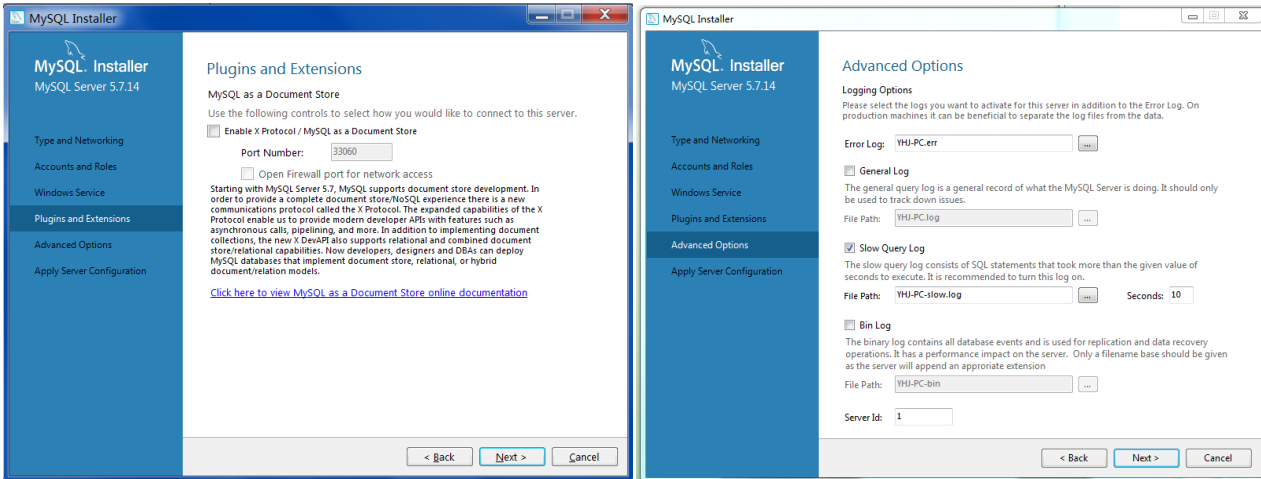 MySQL Installer
MySQL. Installer
MySQL Server 5.7.14
Type and Networking
Accounts and Roles
Windows Service
Plugins and Extensions
Advanced Options
Apply Server Configuration
Plugins and Extensions
MySQL as a Document Store
Use the following controls to select how you would like to connect to this server.
Enable X Protocol / MySQL as a Document Store
Port Number: 33060
Open Firewall port for network access
Starting with MySQL Server 5.7, MySQL supports document store development. In
order to provide a complete document store/NoSQL experience there is a new
communications protocol called the X Protocol. The expanded capabilities of the X
Protocol enable us to provide modern developer APIs with features such as
asynchronous calls, pipelining, and more. In addition to implementing document
collections, the new X DevAPI also supports relational and combined document
store/relational capabilities. Now developers, designers and DBAs can deploy
MySQL databases that implement document store, relational, or hybrid
document/relation models.
Click here to view MySQL as a Document Store online documentation
< Back Next > Cancel
MySQL Installer
MySQL. Installer
MySQL Server 5.7.14
Type and Networking
Accounts and Roles
Windows Service
Plugins and Extensions
Advanced Options
Apply Server Configuration
Advanced Options
Logging Options
Please select the logs you want to activate for this server in addition to the Error Log. On
production machines it can be beneficial to separate the log files from the data.
Error Log: YHJ-PC.err ...
General Log
The general query log is a general record of what the MySQL Server is doing. It should only
be used to track down issues.
File Path: YHJ-PC.log ...
Slow Query Log
The slow query log consists of SQL statements that took more than the given value of
seconds to execute. It is recommended to turn this log on.
File Path: YHJ-PC-slow.log ... Seconds: 10
Bin Log
The binary log contains all database events and is used for replication and data recovery
operations. It has a performance impact on the server. Only a filename base should be given
as the server will append an approriate extension
File Path: YHJ-PC-bin ...
Server Id: 1
< Back Next > Cancel